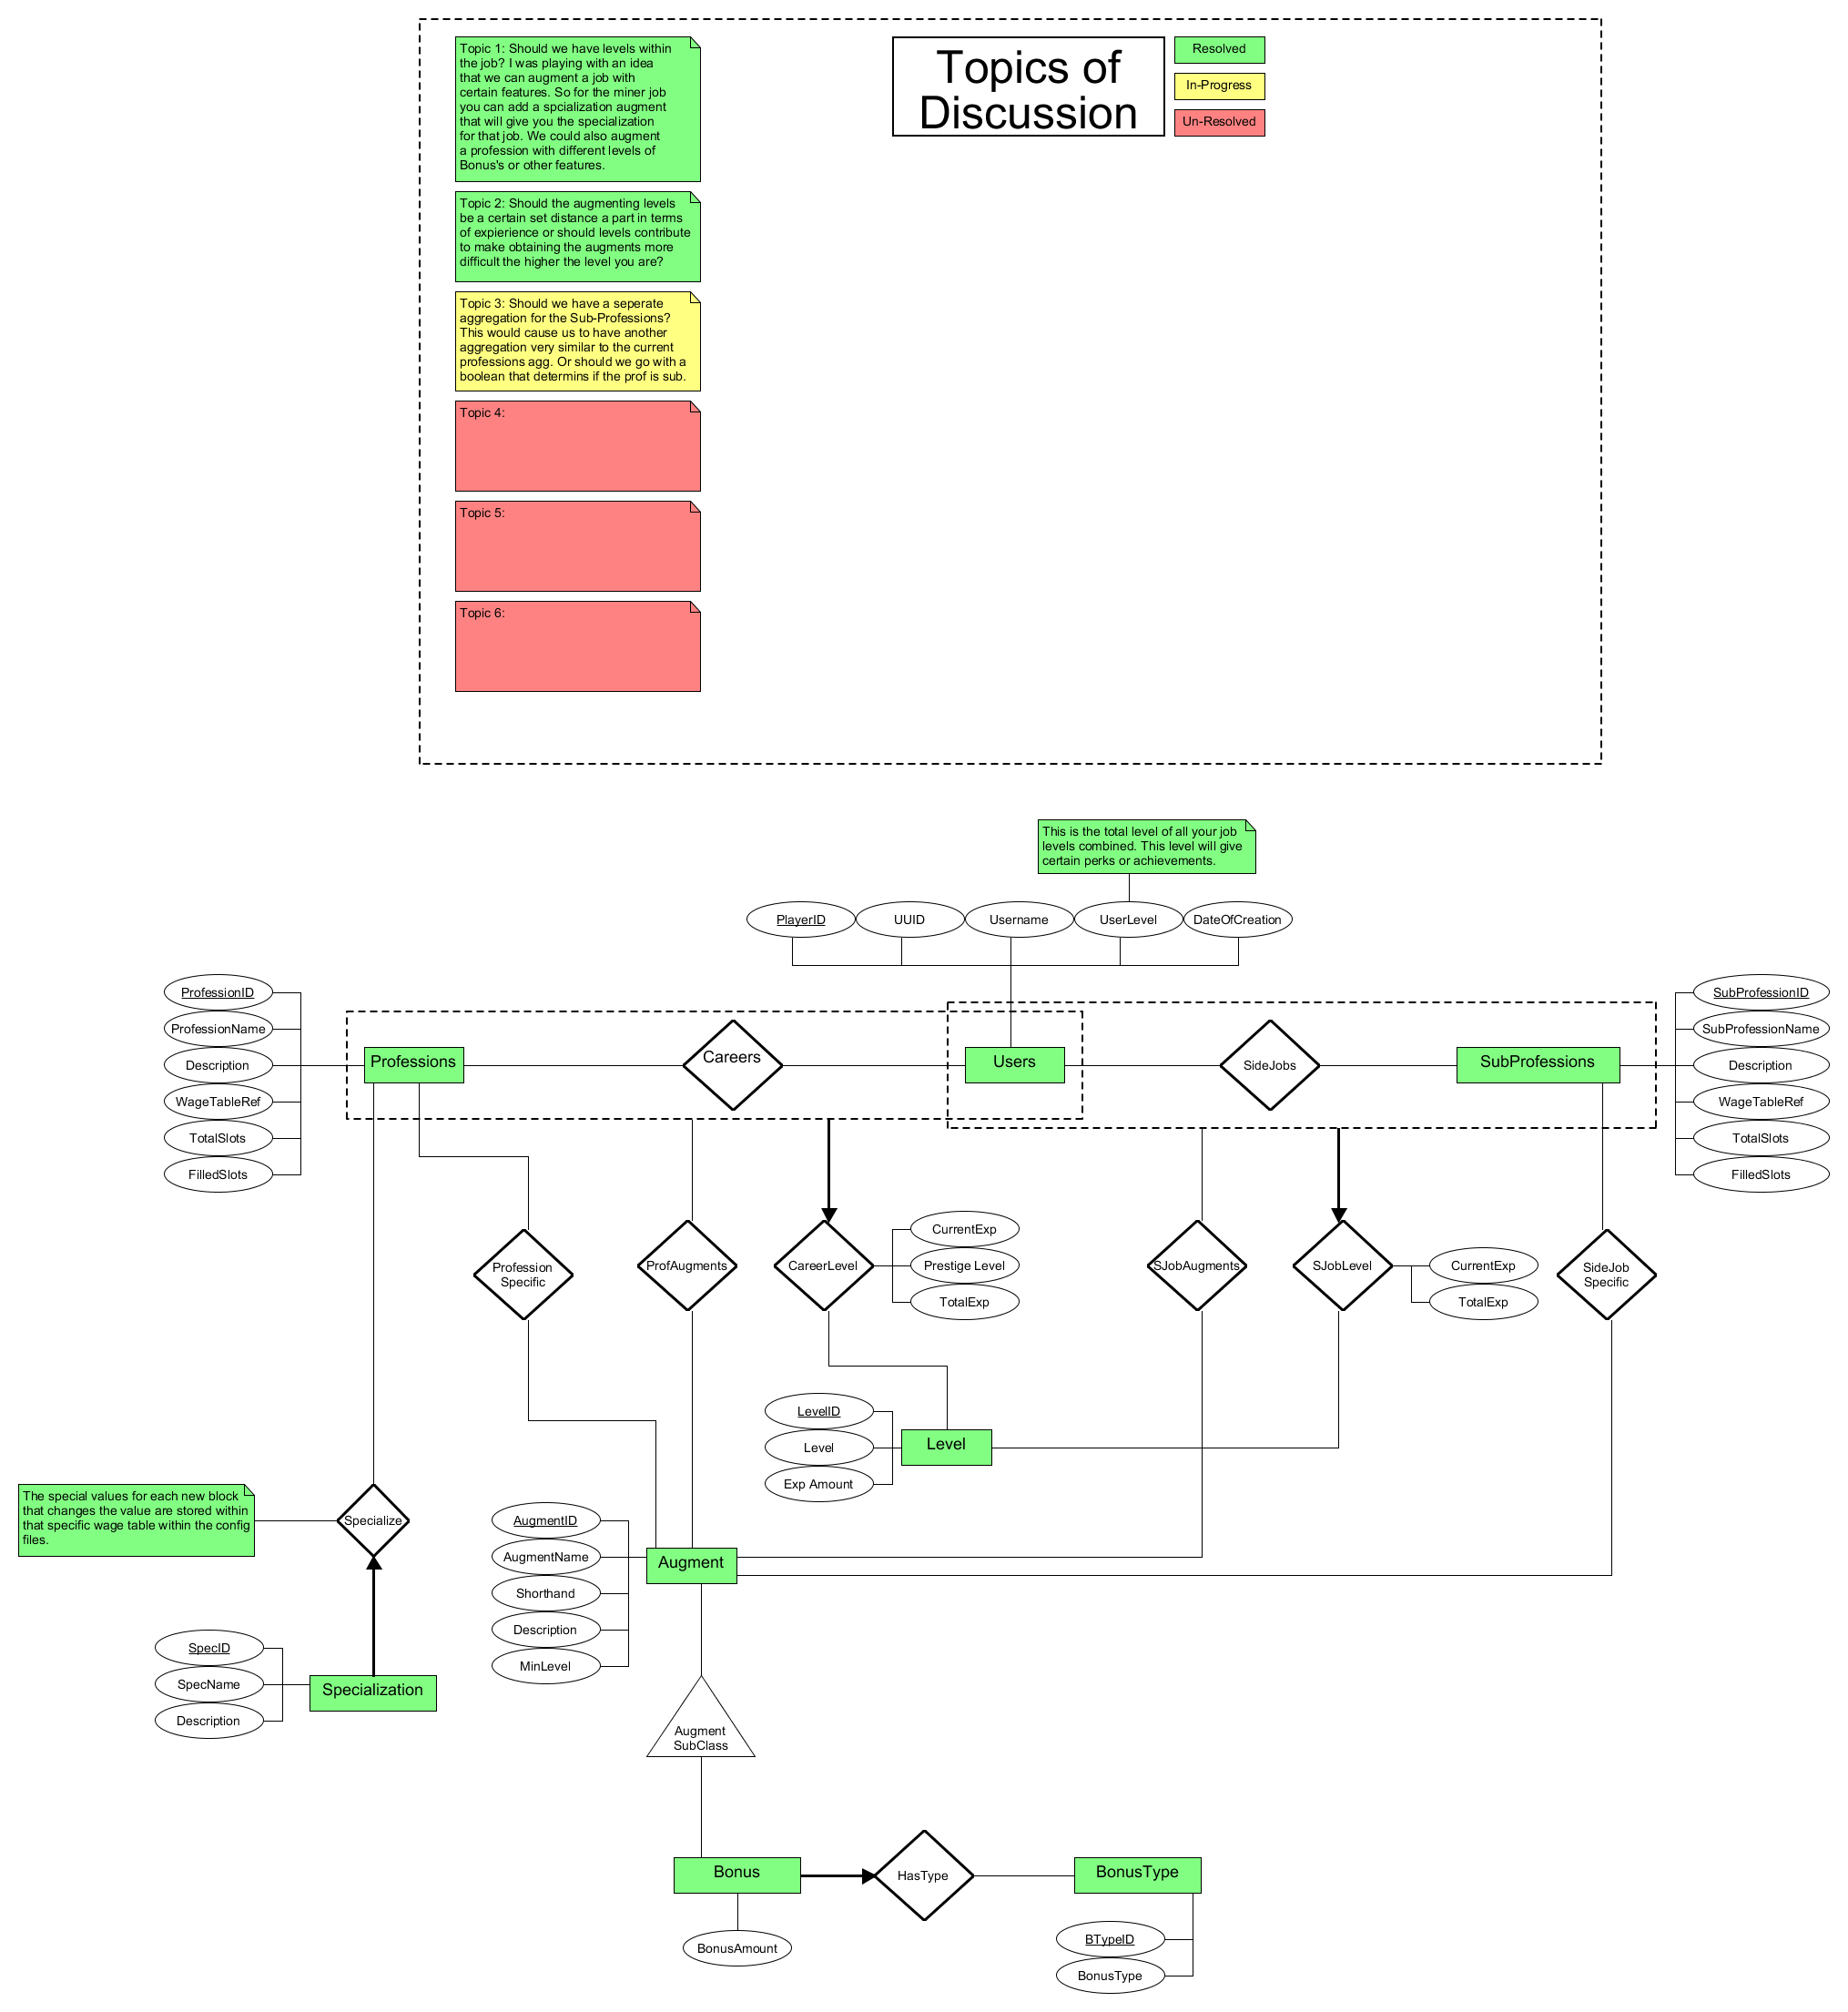 Topic 1: Should we have levels within
the job? I was playing with an idea
that we can augment a job with
certain features. So for the miner job
you can add a spcialization augment
that will give you the specialization
for that job. We could also augment
a profession with different levels of
Bonus's or other features.
Topics of
Discussion
Resolved
In-Progress
Un-Resolved
Topic 2: Should the augmenting levels
be a certain set distance a part in terms
of expierience or should levels contribute
to make obtaining the augments more
difficult the higher the level you are?
Topic 3: Should we have a seperate
aggregation for the Sub-Professions?
This would cause us to have another
aggregation very similar to the current
professions agg. Or should we go with a
boolean that determins if the prof is sub.
Topic 4:
Topic 5:
Topic 6:
This is the total level of all your job
levels combined. This level will give
certain perks or achievements.
PlayerID
UUID
Username
UserLevel
DateOfCreation
ProfessionID
ProfessionName
Description
WageTableRef
TotalSlots
FilledSlots
Professions
Careers
Users
SideJobs
SubProfessions
SubProfessionID
SubProfessionName
Description
WageTableRef
TotalSlots
FilledSlots
Profession
Specific
ProfAugments
CareerLevel
CurrentExp
Prestige Level
TotalExp
SJobAugments
SJobLevel
CurrentExp
TotalExp
SideJob
Specific
LevelID
Level
Exp Amount
Level
The special values for each new block
that changes the value are stored within
that specific wage table within the config
files.
Specialize
AugmentID
AugmentName
Shorthand
Description
MinLevel
Augment
SpecID
SpecName
Description
Specialization
Augment
SubClass
Bonus
HasType
BonusType
BonusAmount
BTypeID
BonusType